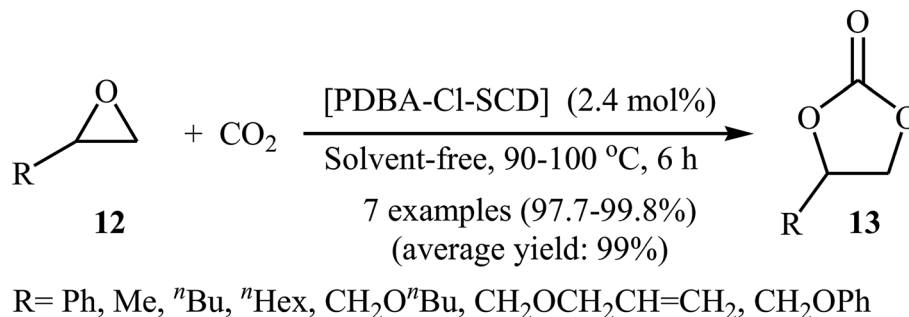 O
O
O
O
R
+ CO₂
[PDBA-Cl-SCD] (2.4 mol%)
Solvent-free, 90-100 °C, 6 h
7 examples (97.7-99.8%)
(average yield: 99%)
R
12
13
R= Ph, Me, ⁿBu, ⁿHex, CH₂OⁿBu, CH₂OCH₂CH=CH₂, CH₂OPh